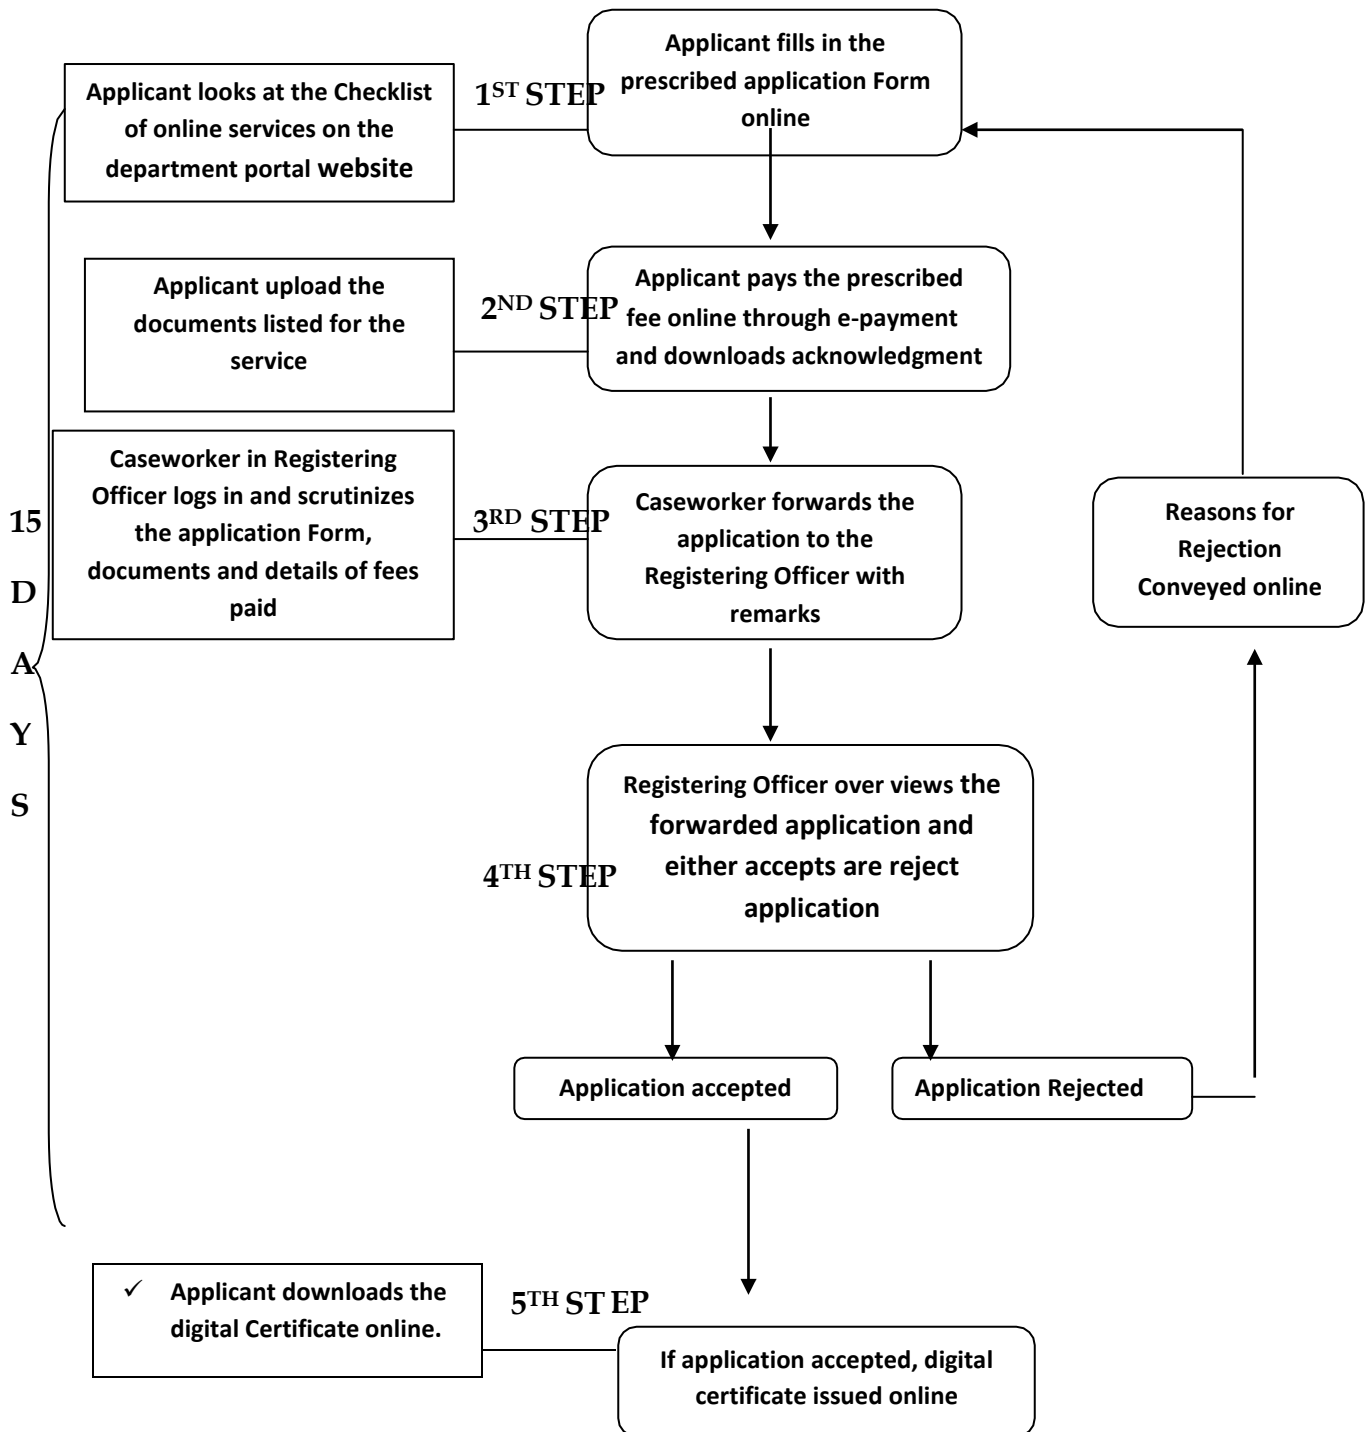 Applicant fills in the
prescribed application Form
online
Applicant looks at the Checklist
of online services on the
department portal website
1ST STEP
Applicant upload the
documents listed for the
service
2ND STEP
Applicant pays the prescribed
fee online through e-payment
and downloads acknowledgment
Caseworker in Registering
Officer logs in and scrutinizes
the application Form,
documents and details of fees
paid
3RD STEP
Caseworker forwards the
application to the
Registering Officer with
remarks
Reasons for
Rejection
Conveyed online
15
D
A
Y
S
4TH STEP
Registering Officer over views the
forwarded application and
either accepts are reject
application
Application accepted
Application Rejected
✓ Applicant downloads the
digital Certificate online.
5TH ST EP
If application accepted, digital
certificate issued online